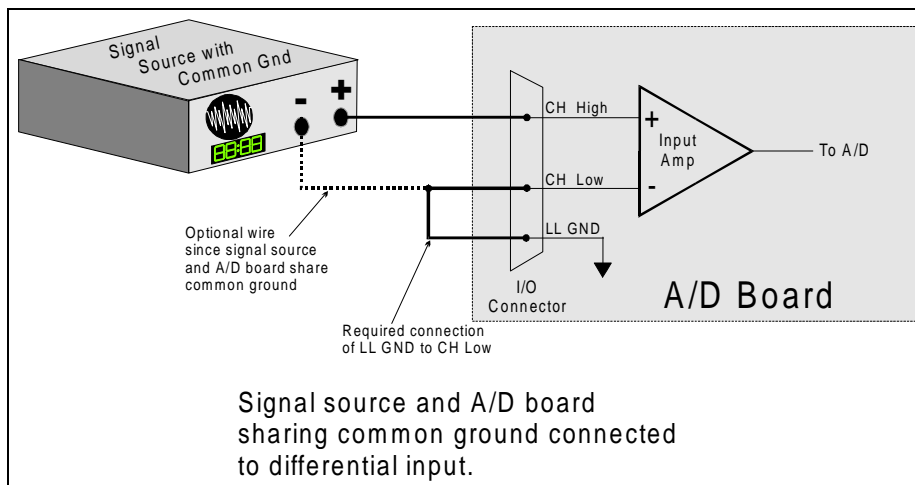 Signal
Source with
Common Gnd
- +
88:88
CH High
CH Low
LL GND
+
Input
Amp
-
To A/D
Optional wire
since signal source
and A/D board share
common ground
I/O
Connector
A/D Board
Required connection
of LL GND to CH Low
Signal source and A/D board
sharing common ground connected
to differential input.